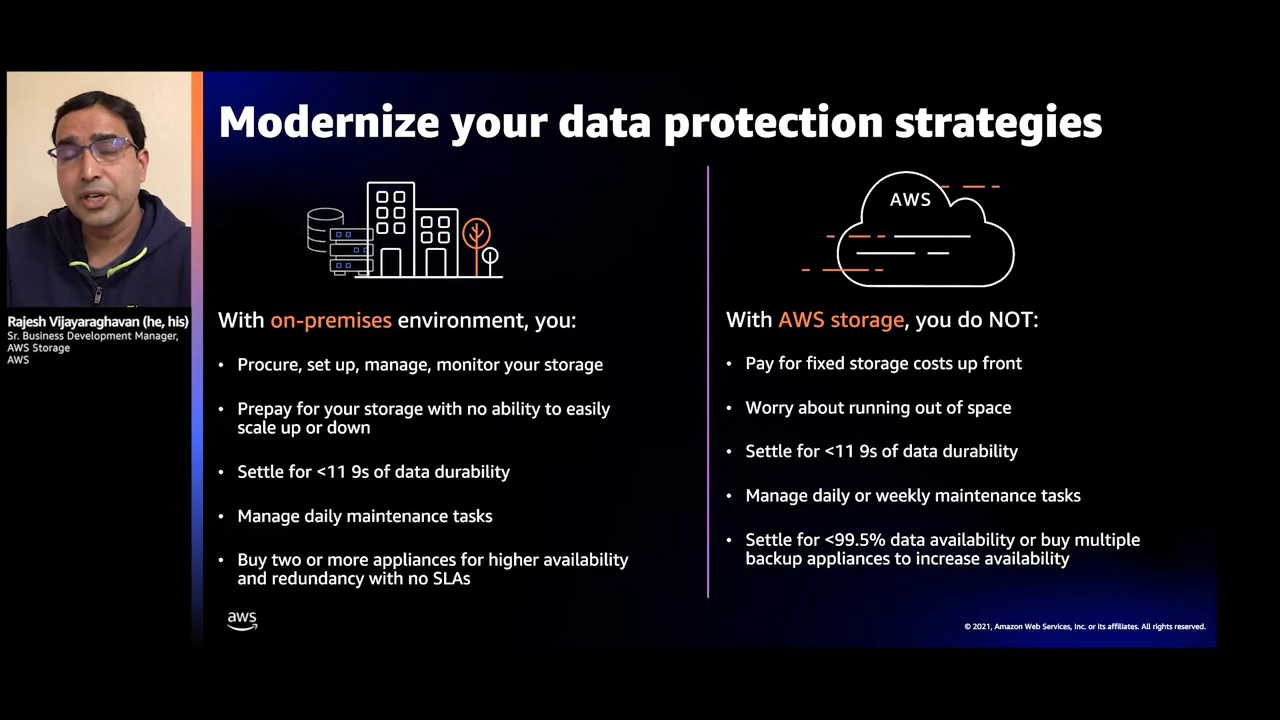 Modernize your data protection strategies
AWS
With on-premises environment, you:
• Procure, set up, manage, monitor your storage
• Prepay for your storage with no ability to easily
scale up or down
• Settle for <11 9s of data durability
• Manage daily maintenance tasks
• Buy two or more appliances for higher availability
and redundancy with no SLAs
With AWS storage, you do NOT:
• Pay for fixed storage costs up front
• Worry about running out of space
• Settle for <11 9s of data durability
• Manage daily or weekly maintenance tasks
• Settle for <99.5% data availability or buy multiple
backup appliances to increase availability
Rajesh Vijayaraghavan (he, his)
Sr. Business Development Manager,
AWS Storage
AWS
aws
© 2021, Amazon Web Services, Inc. or its affiliates. All rights reserved.